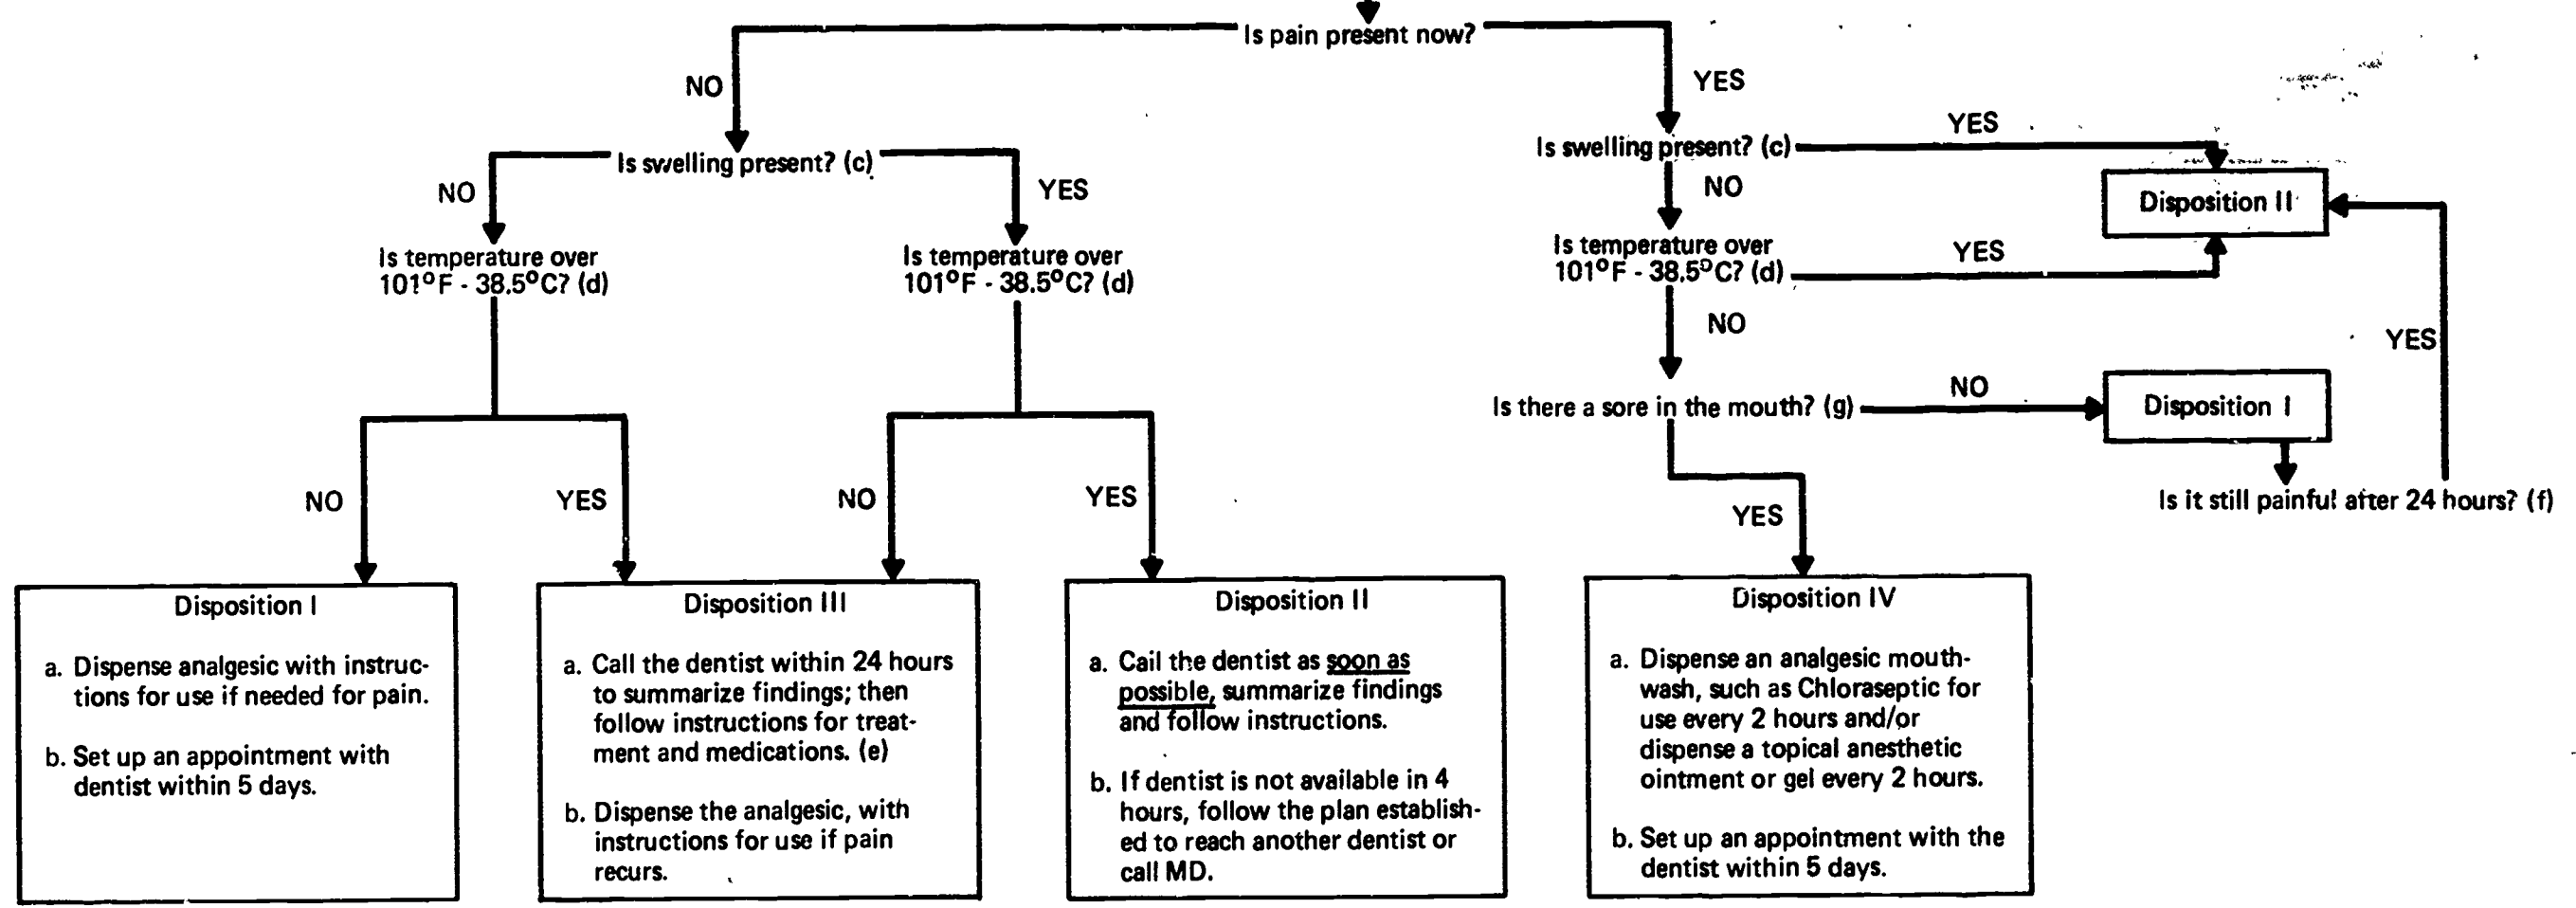 Is pain present now?
NO
YES
Is swelling present? (c)
NO
YES
Is temperature over
101°F - 38.5°C? (d)
NO
YES
Is temperature over
101°F - 38.5°C? (d)
NO
YES
Is swelling present? (c)
YES
NO
Disposition II
Is temperature over
101°F - 38.5°C? (d)
YES
NO
YES
Is there a sore in the mouth? (g)
NO
Disposition I
Is it still painful after 24 hours? (f)
YES
Disposition I
a. Dispense analgesic with instruc-
tions for use if needed for pain.
b. Set up an appointment with
dentist within 5 days.
Disposition III
a. Call the dentist within 24 hours
to summarize findings; then
follow instructions for treat-
ment and medications. (e)
b. Dispense the analgesic, with
instructions for use if pain
recurs.
Disposition II
a. Call the dentist as soon as
possible, summarize findings
and follow instructions.
b. If dentist is not available in 4
hours, follow the plan establish-
ed to reach another dentist or
call MD.
Disposition IV
a. Dispense an analgesic mouth-
wash, such as Chloraseptic for
use every 2 hours and/or
dispense a topical anesthetic
ointment or gel every 2 hours.
b. Set up an appointment with the
dentist within 5 days.